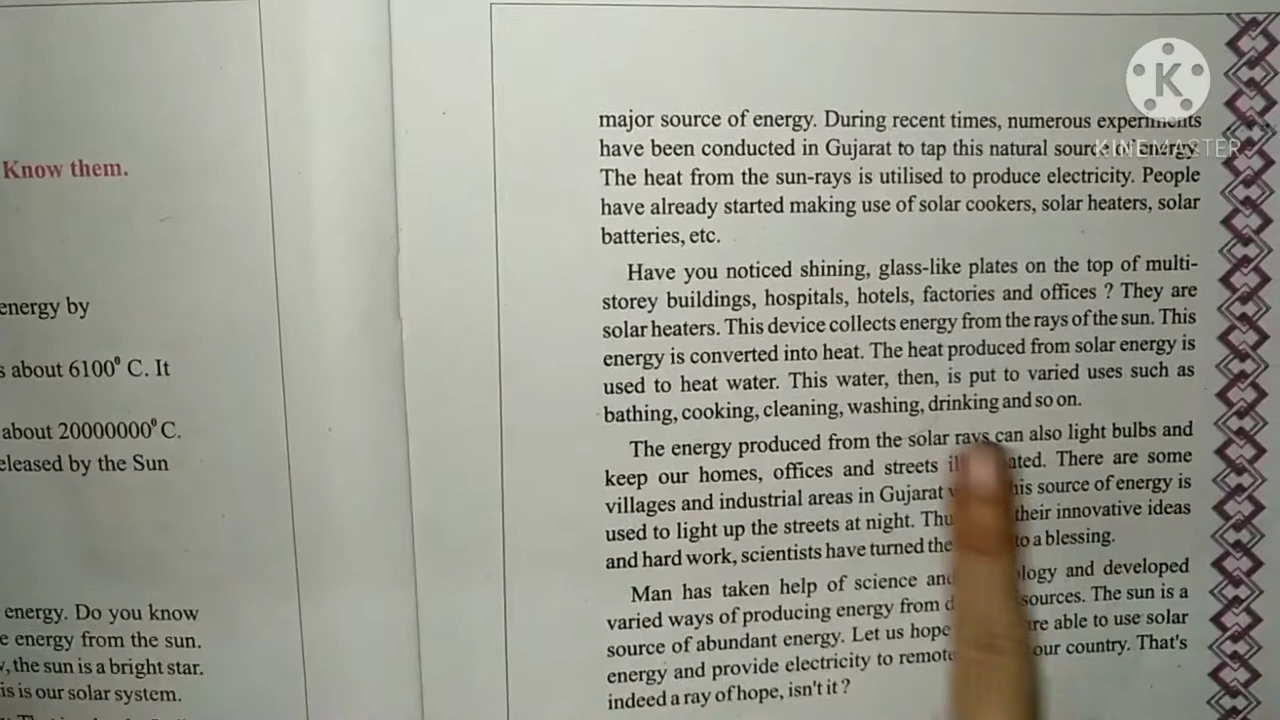 Know them.
energy by
s about 6100⁰ C. It
about 20000000⁰ C.
eleased by the Sun
energy. Do you know
e energy from the sun.
, the sun is a bright star.
is is our solar system.
major source of energy. During recent times, numerous experiments
have been conducted in Gujarat to tap this natural source of energy.
The heat from the sun-rays is utilised to produce electricity. People
have already started making use of solar cookers, solar heaters, solar
batteries, etc.
Have you noticed shining, glass-like plates on the top of multi-
storey buildings, hospitals, hotels, factories and offices ? They are
solar heaters. This device collects energy from the rays of the sun. This
energy is converted into heat. The heat produced from solar energy is
used to heat water. This water, then, is put to varied uses such as
bathing, cooking, cleaning, washing, drinking and so on.
The energy produced from the solar rays can also light bulbs and
keep our homes, offices and streets il ated. There are some
villages and industrial areas in Gujarat his source of energy is
used to light up the streets at night. Thu their innovative ideas
and hard work, scientists have turned the to a blessing.
Man has taken help of science and ology and developed
varied ways of producing energy from d sources. The sun is a
source of abundant energy. Let us hope re able to use solar
energy and provide electricity to remote our country. That's
indeed a ray of hope, isn't it ?
K
KINEMASTER